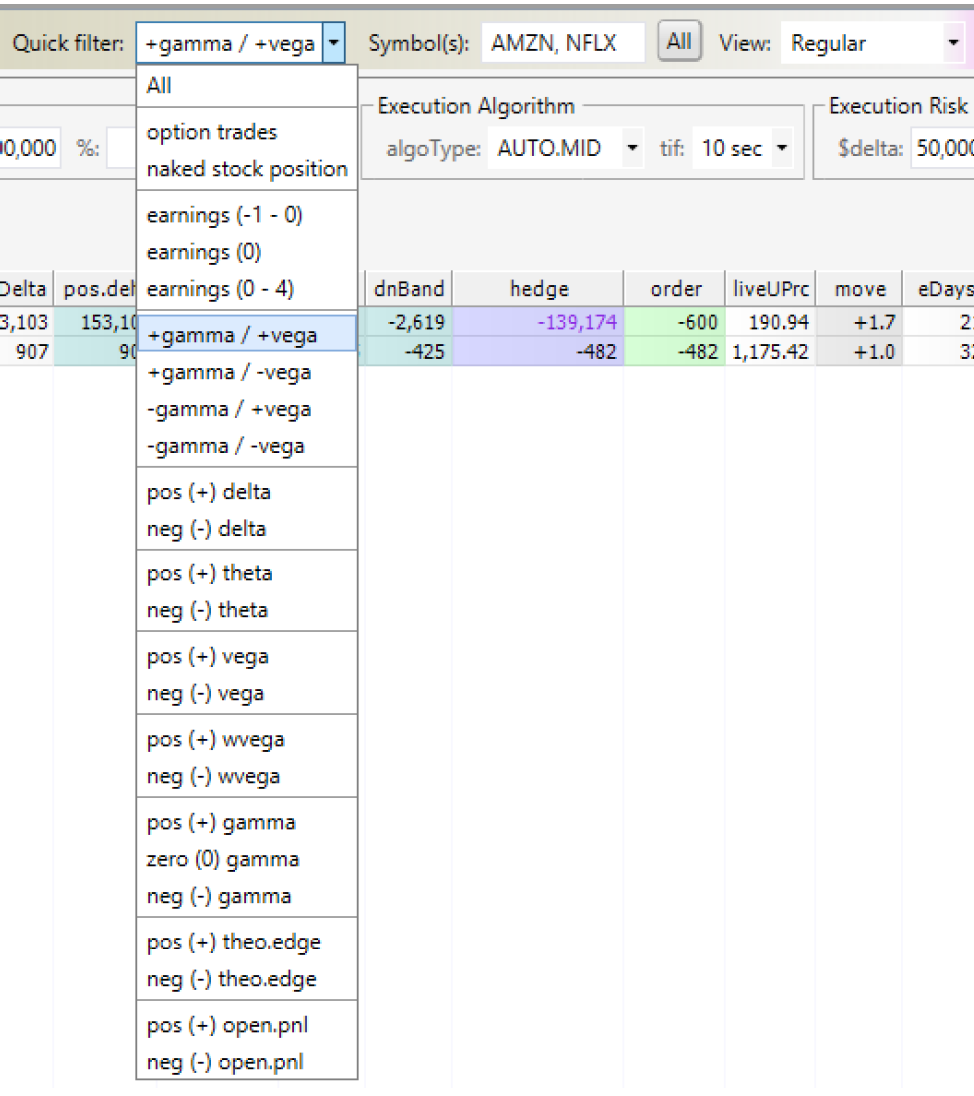 Quick filter: +gamma / +vega Symbol(s): AMZN, NFLX All View: Regular
All
Execution Algorithm Execution Risk
option trades
00,000 %: algoType: AUTO.MID tif: 10 sec $delta: 50,000
naked stock position
earnings (-1 - 0)
earnings (0)
earnings (0 - 4)
Delta pos.del dnBand hedge order liveUPrc move eDays
3,103 153,10 -2,619 -139,174 -600 190.94 +1.7
+gamma / +vega
907 90 -425 -482 -482 1,175.42 +1.0
+gamma / -vega
-gamma / +vega
-gamma / -vega
pos (+) delta
neg (-) delta
pos (+) theta
neg (-) theta
pos (+) vega
neg (-) vega
pos (+) wvega
neg (-) wvega
pos (+) gamma
zero (0) gamma
neg (-) gamma
pos (+) theo.edge
neg (-) theo.edge
pos (+) open.pnl
neg (-) open.pnl